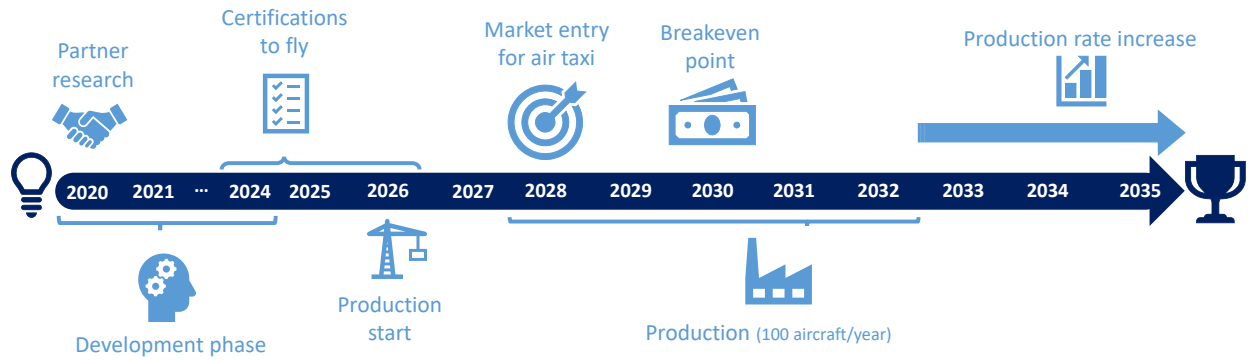 Partner
research
Certifications
to fly
Market entry
for air taxi
Breakeven
point
Production rate increase
2020 2021 ... 2024 2025 2026 2027 2028 2029 2030 2031 2032 2033 2034 2035
Development phase
Production
start
Production (100 aircraft/year)